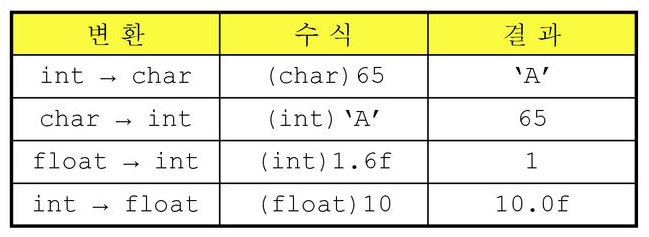 변 환 수 식 결 과
int → char (char)65 ‘A’
char → int (int)‘A’ 65
float → int (int)1.6f 1
int → float (float)10 10.0f